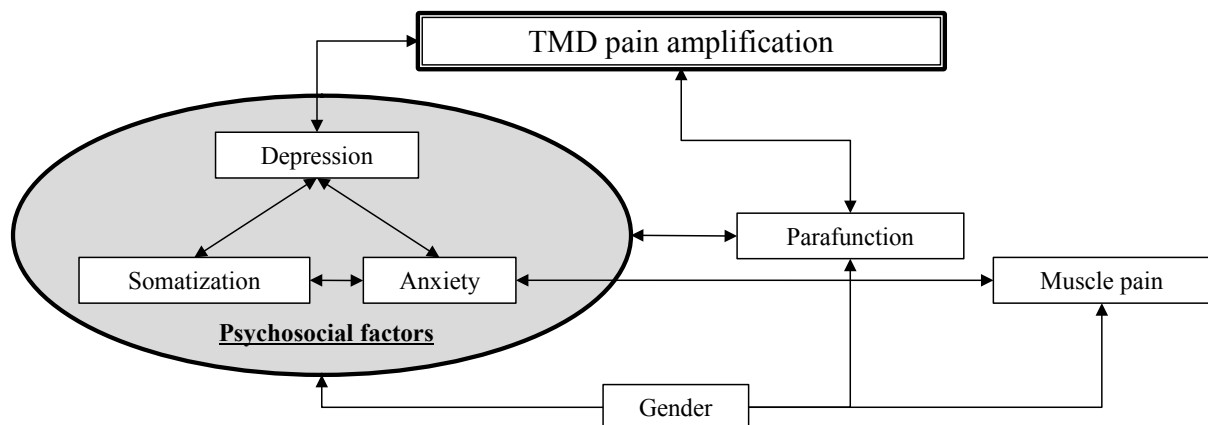 TMD pain amplification
Depression
Parafunction
Somatization
Anxiety
Muscle pain
Psychosocial factors
Gender